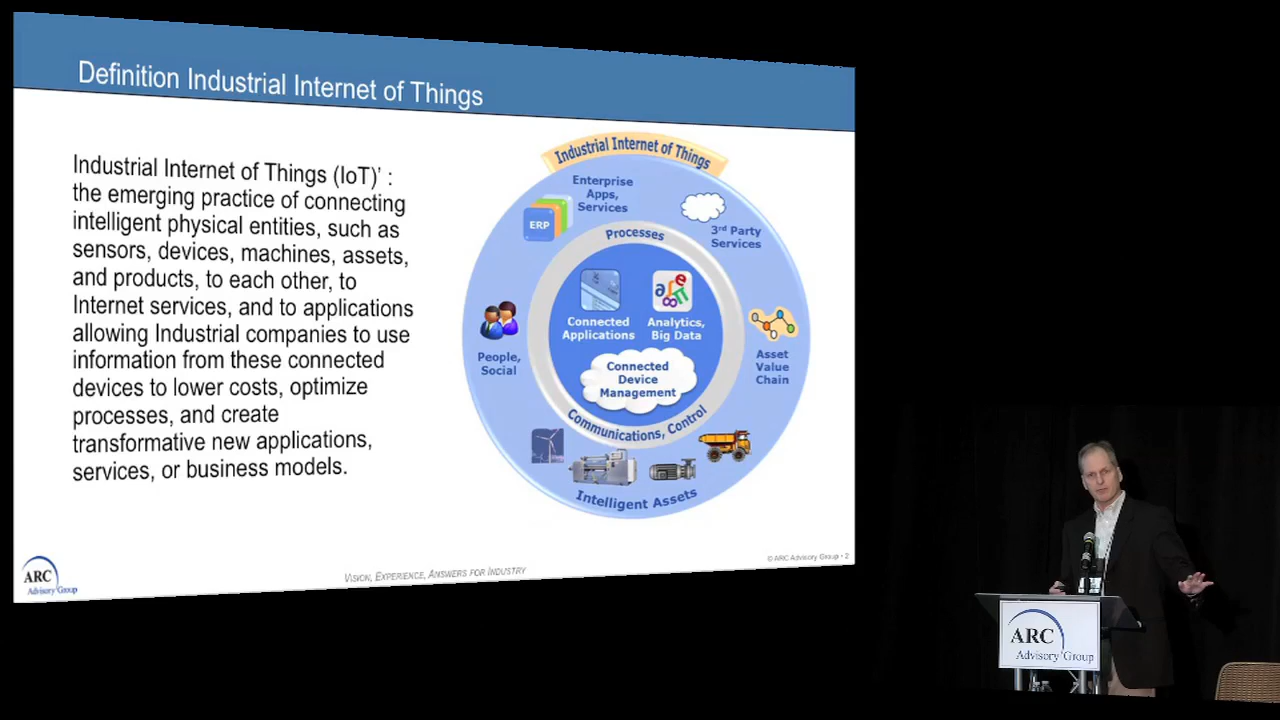 Definition Industrial Internet of Things
Industrial Internet of Things (IoT)' :
the emerging practice of connecting
intelligent physical entities, such as
sensors, devices, machines, assets,
and products, to each other, to
Internet services, and to applications
allowing Industrial companies to use
information from these connected
devices to lower costs, optimize
processes, and create
transformative new applications,
services, or business models.
Industrial Internet of Things
Enterprise
Apps,
Services
ERP
3rd Party
Services
Processes
Connected
Applications
Analytics,
Big Data
People,
Social
Asset
Value
Chain
Connected
Device
Management
Communications, Control
Intelligent Assets
ARC
Advisory Group
VISION, EXPERIENCE, ANSWERS FOR INDUSTRY
© ARC Advisory Group • 2
ARC
Advisory Group